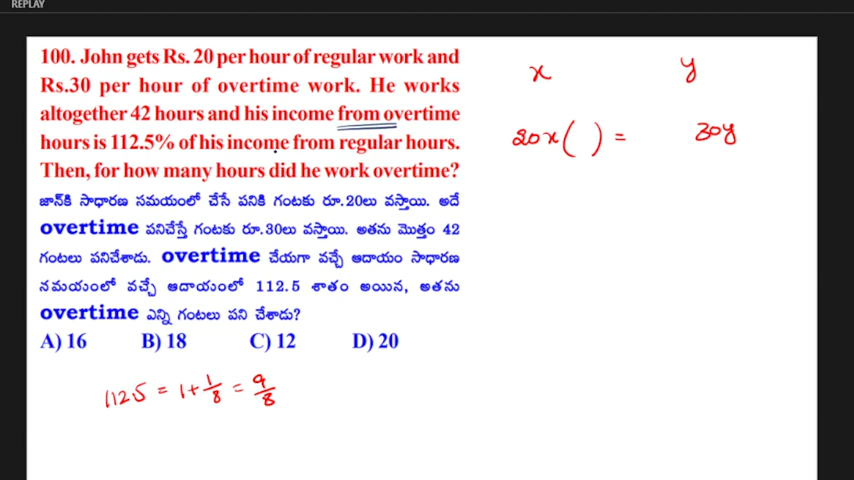 REPLAY
100. John gets Rs. 20 per hour of regular work and
Rs.30 per hour of overtime work. He works
altogether 42 hours and his income from overtime
hours is 112.5% of his income from regular hours.
Then, for how many hours did he work overtime?
జాన్‌కి సాధారణ సమయంలో చేసే పనికి గంటకు రూ.20లు వస్తాయి. అదే
overtime పనిచేస్తే గంటకు రూ.30లు వస్తాయి. అతను మొత్తం 42
గంటలు పనిచేశాడు. overtime చేయగా వచ్చే ఆదాయం సాధారణ
సమయంలో వచ్చే ఆదాయంలో 112.5 శాతం అయిన, అతను
overtime ఎన్ని గంటలు పని చేశాడు?
A) 16 B) 18 C) 12 D) 20
112.5 = 1 + 1/8 = 9/8
x y
20x ( ) = 30y